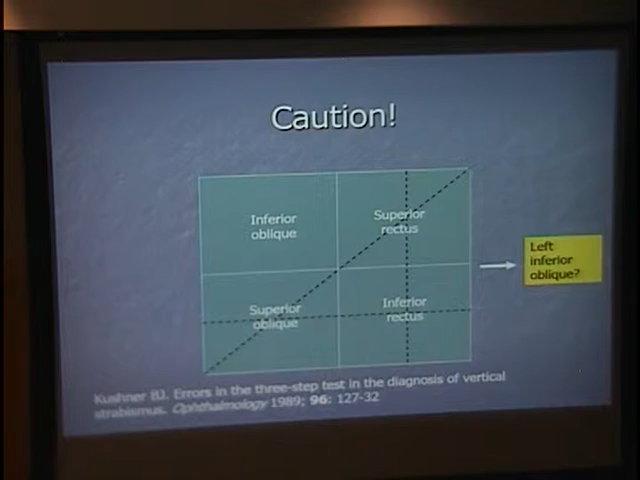 Caution!
Inferior
oblique
Superior
rectus
Superior
oblique
Inferior
rectus
Left
inferior
oblique?
Kushner BJ. Errors in the three-step test in the diagnosis of vertical
strabismus. Ophthalmology 1989; 96: 127-32